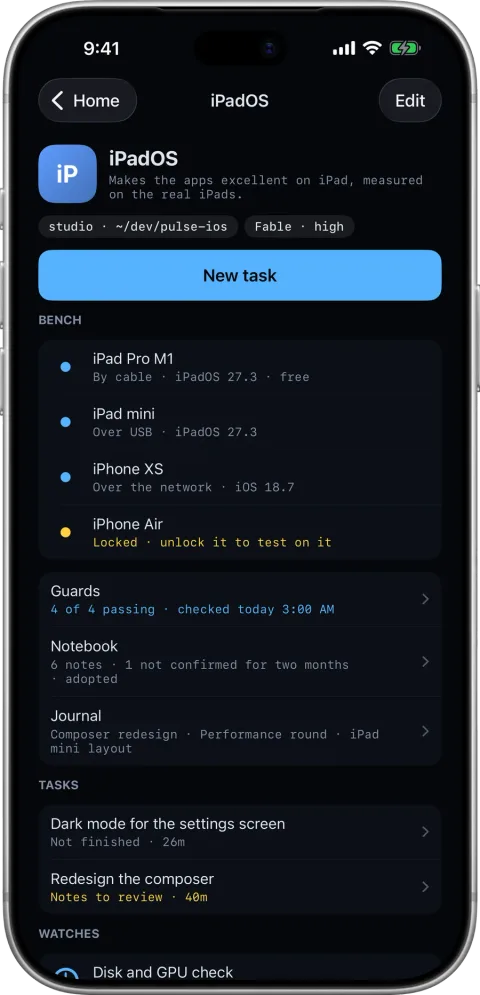 9:41
Home
iPadOS
Edit
iP
iPadOS
Makes the apps excellent on iPad, measured
on the real iPads.
studio · ~/dev/pulse-ios
Fable · high
New task
BENCH
iPad Pro M1
By cable · iPadOS 27.3 · free
iPad mini
Over USB · iPadOS 27.3
iPhone XS
Over the network · iOS 18.7
iPhone Air
Locked · unlock it to test on it
Guards
4 of 4 passing · checked today 3:00 AM
Notebook
6 notes · 1 not confirmed for two months
· adopted
Journal
Composer redesign · Performance round · iPad
mini layout
TASKS
Dark mode for the settings screen
Not finished · 26m
Redesign the composer
Notes to review · 40m
WATCHES
Disk and GPU check